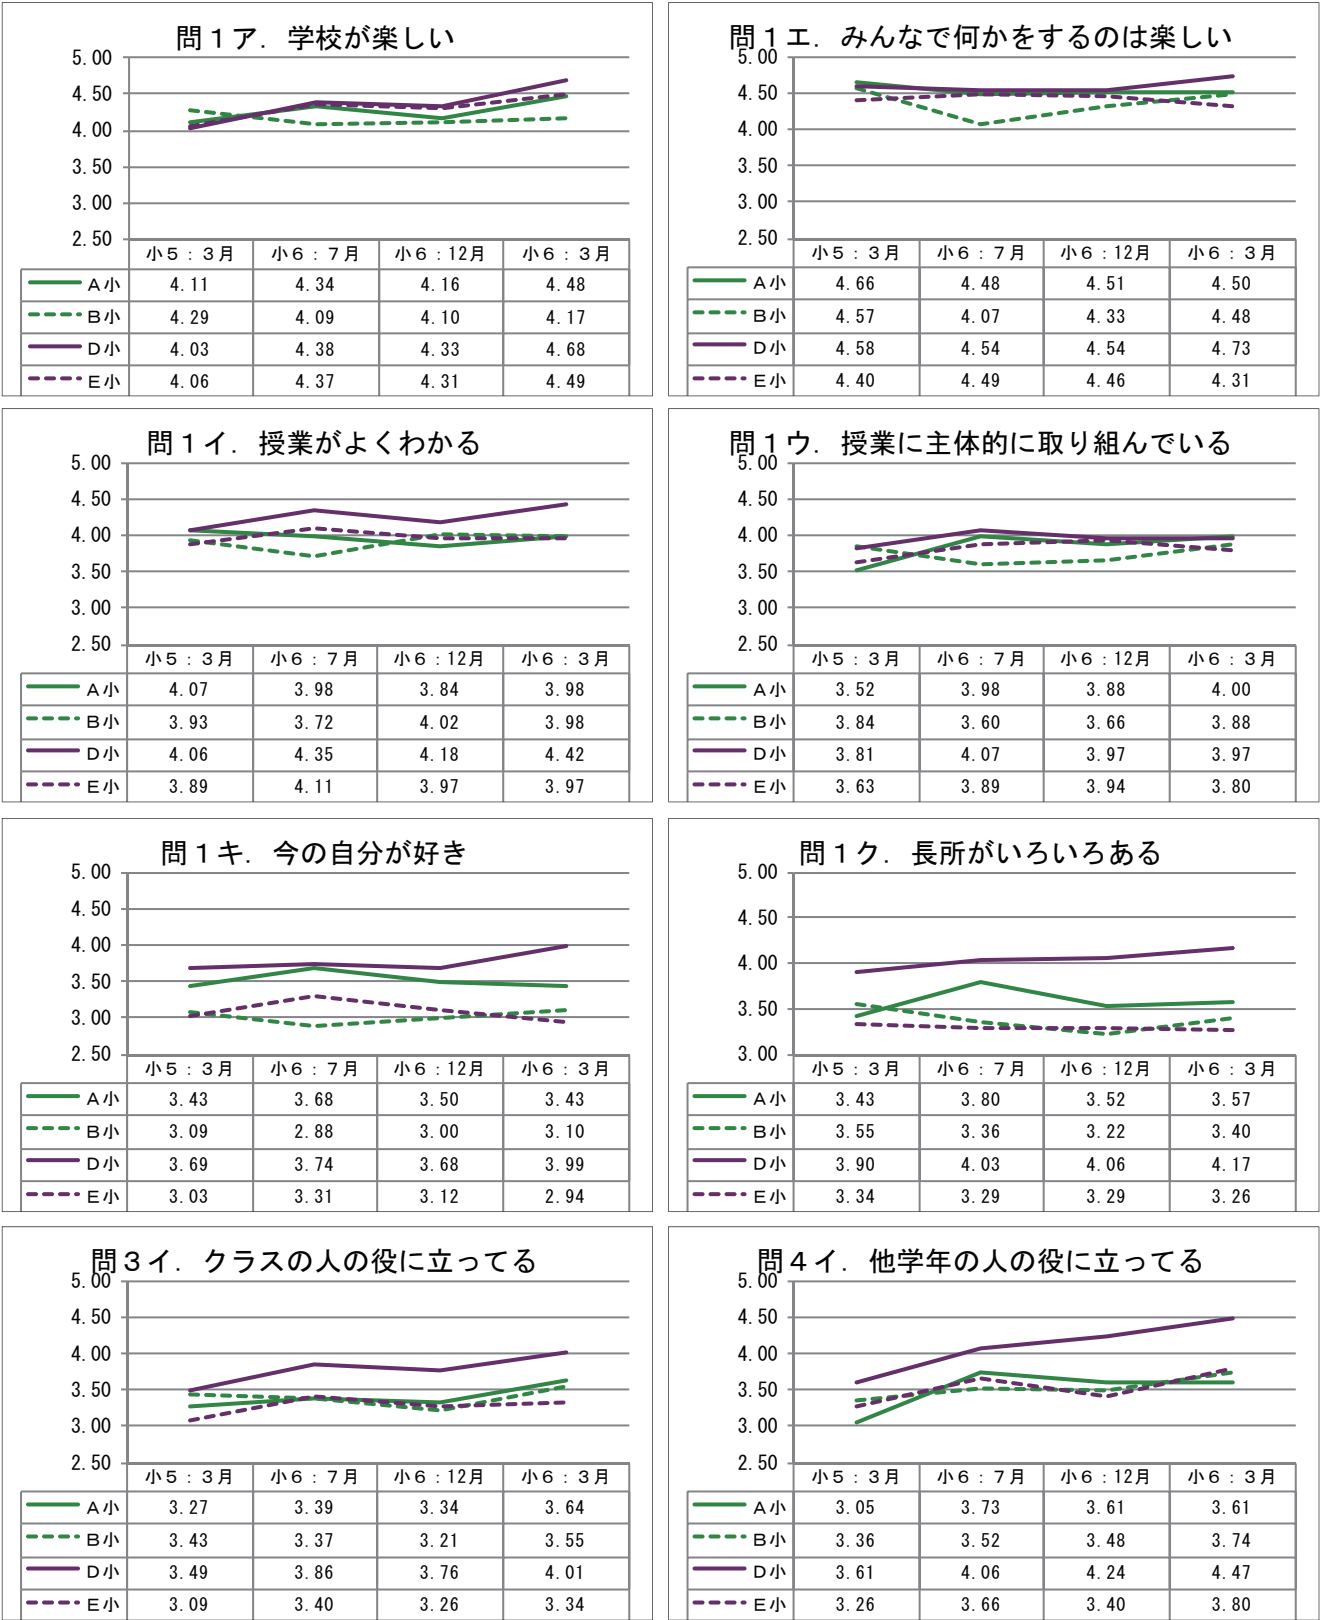 問１ア．学校が楽しい
5.00
4.50
4.00
3.50
3.00
2.50
小５：３月 小６：７月 小６：12月 小６：３月
Ａ小 4.11 4.34 4.16 4.48
Ｂ小 4.29 4.09 4.10 4.17
Ｄ小 4.03 4.38 4.33 4.68
Ｅ小 4.06 4.37 4.31 4.49
問１エ．みんなで何かをするのは楽しい
5.00
4.50
4.00
3.50
3.00
2.50
小５：３月 小６：７月 小６：12月 小６：３月
Ａ小 4.66 4.48 4.51 4.50
Ｂ小 4.57 4.07 4.33 4.48
Ｄ小 4.58 4.54 4.54 4.73
Ｅ小 4.40 4.49 4.46 4.31
問１イ．授業がよくわかる
5.00
4.50
4.00
3.50
3.00
2.50
小５：３月 小６：７月 小６：12月 小６：３月
Ａ小 4.07 3.98 3.84 3.98
Ｂ小 3.93 3.72 4.02 3.98
Ｄ小 4.06 4.35 4.18 4.42
Ｅ小 3.89 4.11 3.97 3.97
問１ウ．授業に主体的に取り組んでいる
5.00
4.50
4.00
3.50
3.00
2.50
小５：３月 小６：７月 小６：12月 小６：３月
Ａ小 3.52 3.98 3.88 4.00
Ｂ小 3.84 3.60 3.66 3.88
Ｄ小 3.81 4.07 3.97 3.97
Ｅ小 3.63 3.89 3.94 3.80
問１キ．今の自分が好き
5.00
4.50
4.00
3.50
3.00
2.50
小５：３月 小６：７月 小６：12月 小６：３月
Ａ小 3.43 3.68 3.50 3.43
Ｂ小 3.09 2.88 3.00 3.10
Ｄ小 3.69 3.74 3.68 3.99
Ｅ小 3.03 3.31 3.12 2.94
問１ク．長所がいろいろある
5.00
4.50
4.00
3.50
3.00
小５：３月 小６：７月 小６：12月 小６：３月
Ａ小 3.43 3.80 3.52 3.57
Ｂ小 3.55 3.36 3.22 3.40
Ｄ小 3.90 4.03 4.06 4.17
Ｅ小 3.34 3.29 3.29 3.26
問３イ．クラスの人の役に立ってる
5.00
4.50
4.00
3.50
3.00
2.50
小５：３月 小６：７月 小６：12月 小６：３月
Ａ小 3.27 3.39 3.34 3.64
Ｂ小 3.43 3.37 3.21 3.55
Ｄ小 3.49 3.86 3.76 4.01
Ｅ小 3.09 3.40 3.26 3.34
問４イ．他学年の人の役に立ってる
5.00
4.50
4.00
3.50
3.00
2.50
小５：３月 小６：７月 小６：12月 小６：３月
Ａ小 3.05 3.73 3.61 3.61
Ｂ小 3.36 3.52 3.48 3.74
Ｄ小 3.61 4.06 4.24 4.47
Ｅ小 3.26 3.66 3.40 3.80